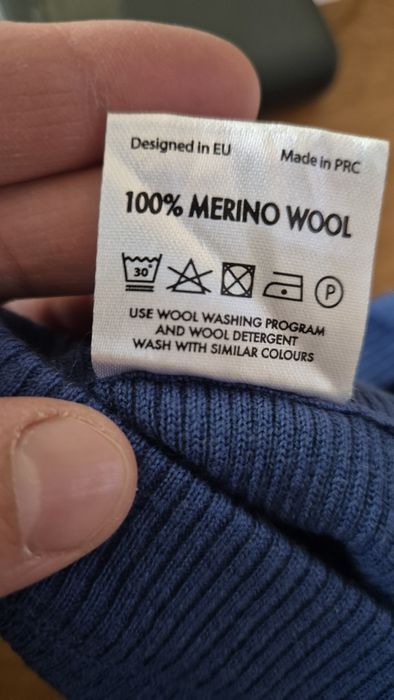 Designed in EU Made in PRC
100% MERINO WOOL
30° P
USE WOOL WASHING PROGRAM
AND WOOL DETERGENT
WASH WITH SIMILAR COLOURS